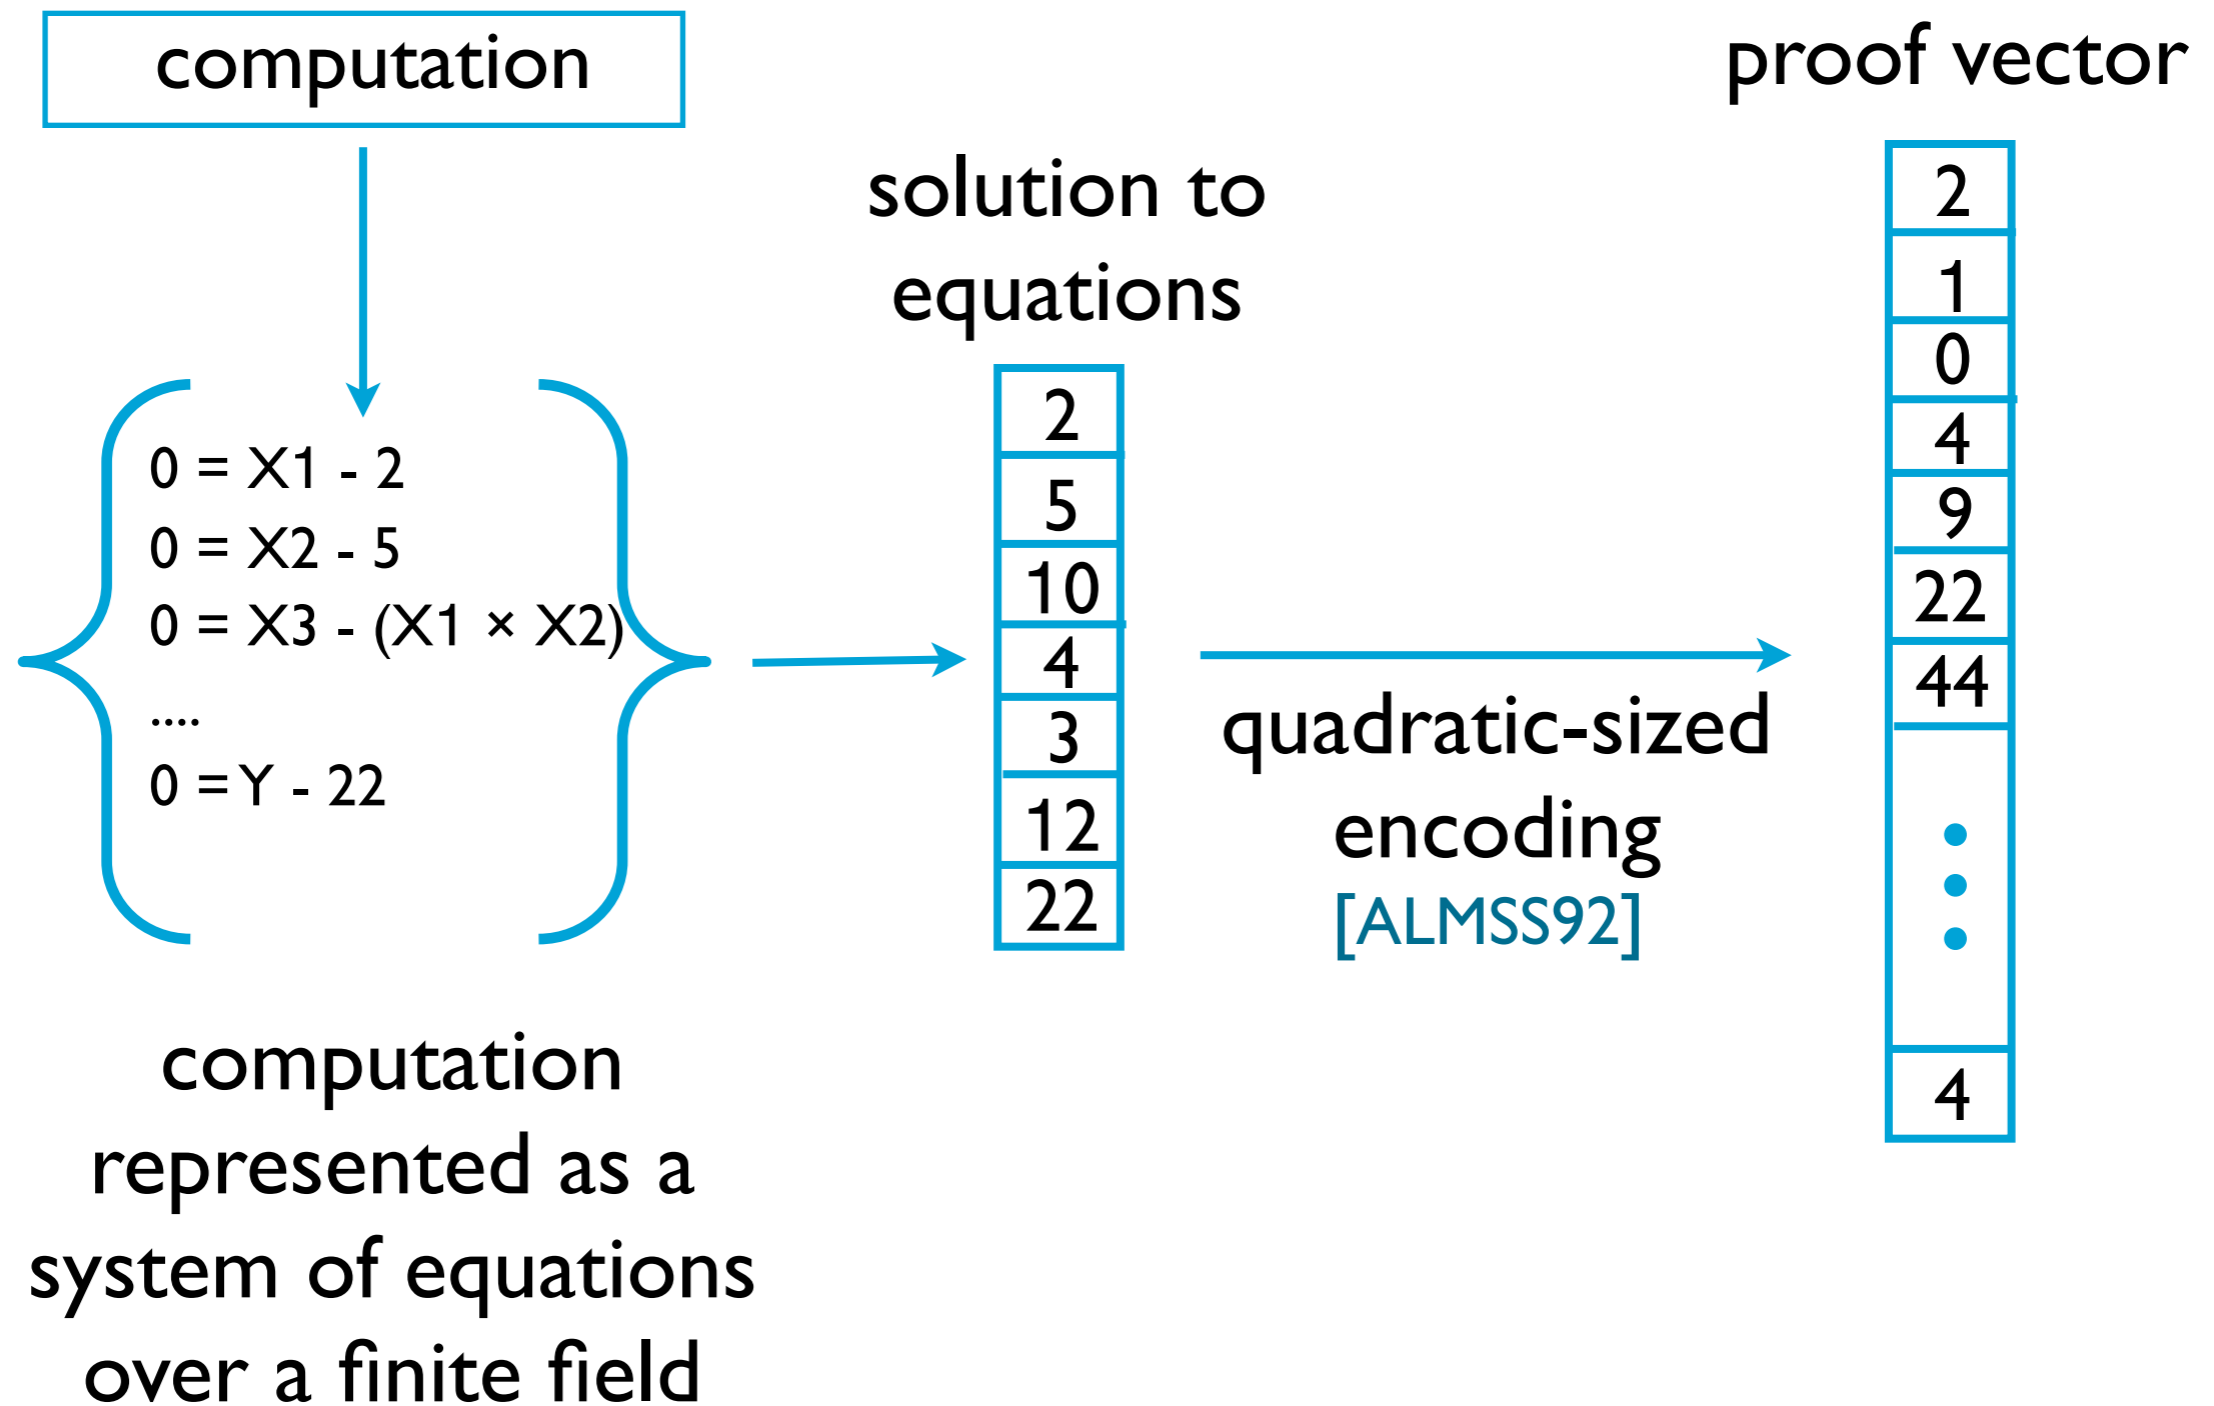 computation
0 = X1 - 2
0 = X2 - 5
0 = X3 - (X1 × X2)
....
0 = Y - 22
computation
represented as a
system of equations
over a finite field
solution to
equations
2
5
10
4
3
12
22
quadratic-sized
encoding
[ALMSS92]
proof vector
2
1
0
4
9
22
44
4